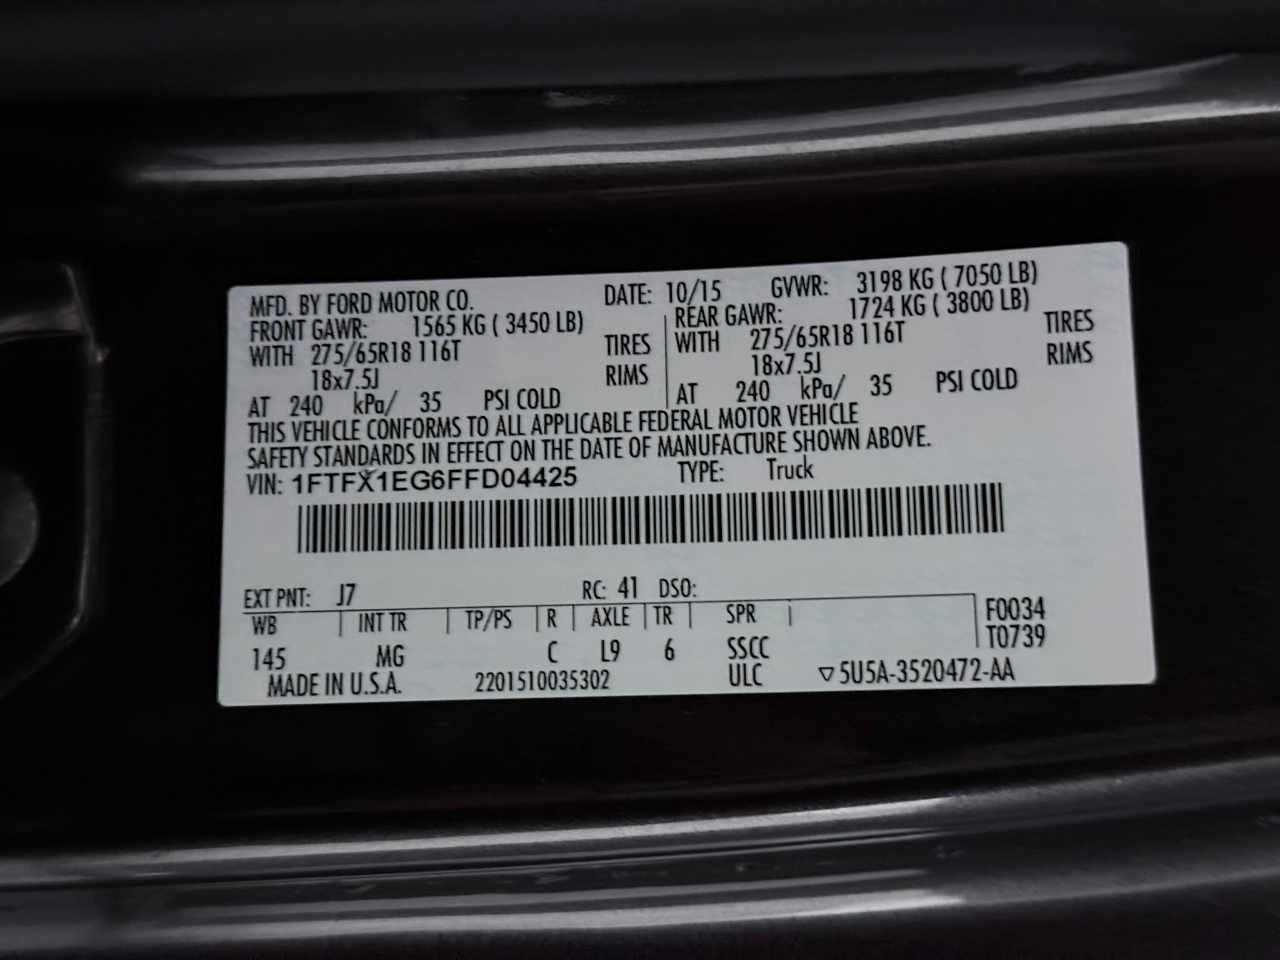 MFD. BY FORD MOTOR CO. DATE: 10/15 GVWR: 3198 KG ( 7050 LB)
FRONT GAWR: 1565 KG ( 3450 LB) REAR GAWR: 1724 KG ( 3800 LB)
WITH 275/65R18 116T TIRES WITH 275/65R18 116T TIRES
18x7.5J RIMS 18x7.5J RIMS
AT 240 kPa/ 35 PSI COLD AT 240 kPa/ 35 PSI COLD
THIS VEHICLE CONFORMS TO ALL APPLICABLE FEDERAL MOTOR VEHICLE
SAFETY STANDARDS IN EFFECT ON THE DATE OF MANUFACTURE SHOWN ABOVE.
VIN: 1FTFX1EG6FFD04425 TYPE: Truck
EXT PNT: J7 RC: 41 DSO:
WB INT TR TP/PS R AXLE TR SPR F0034
T0739
145 MG C L9 6 SSCC
MADE IN U.S.A. 2201510035302 ULC ▽5U5A-3520472-AA